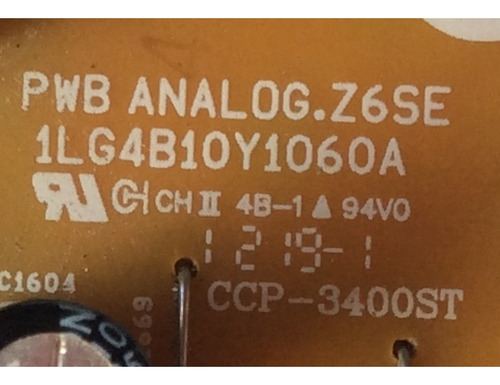 PWB ANALOG.Z6SE
1LG4B10Y1060A
CH II 4B-1 ▲ 94V0
1219-1
C1604
CCP-3400ST